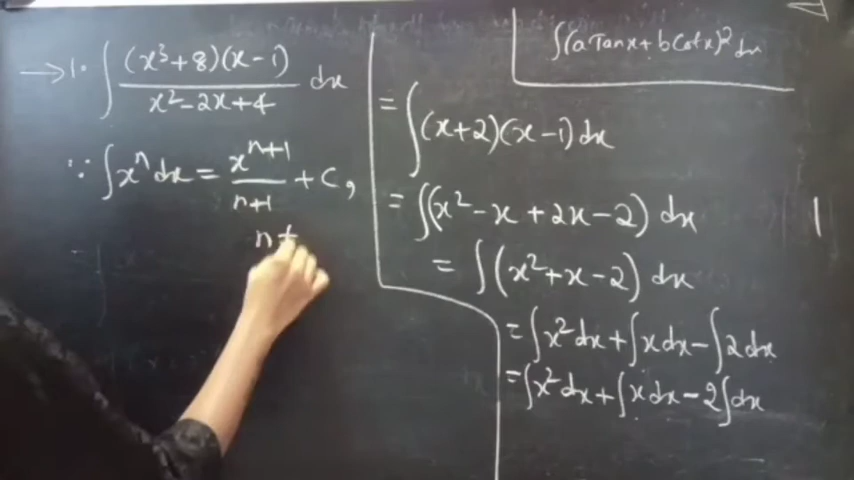 → 1. ∫ (x³+8)(x-1) / x²-2x+4 dx
∵ ∫xⁿ dx = xⁿ⁺¹ / n+1 + C,
n ≠
∫(a Tan x + b Cot x)² dx
= ∫(x+2)(x-1) dx
= ∫(x² - x + 2x - 2) dx
= ∫(x² + x - 2) dx
= ∫x² dx + ∫x dx - ∫2 dx
= ∫x² dx + ∫x dx - 2∫dx